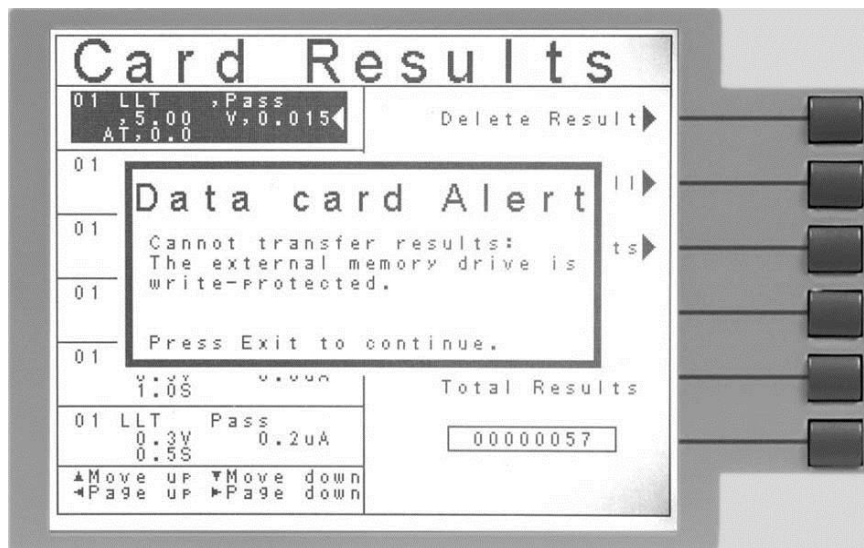 Card Results
01 LLT ,Pass
,5.00 V,0.015
AT,0.0
Delete Result
01
ll
01
ts
01
01
Data card Alert
Cannot transfer results:
The external memory drive is
write-protected.
Press Exit to continue.
1.0S
Total Results
01 LLT Pass
0.3V 0.2uA
0.5S
00000057
▲Move up ▼Move down
◄Page up ►Page down